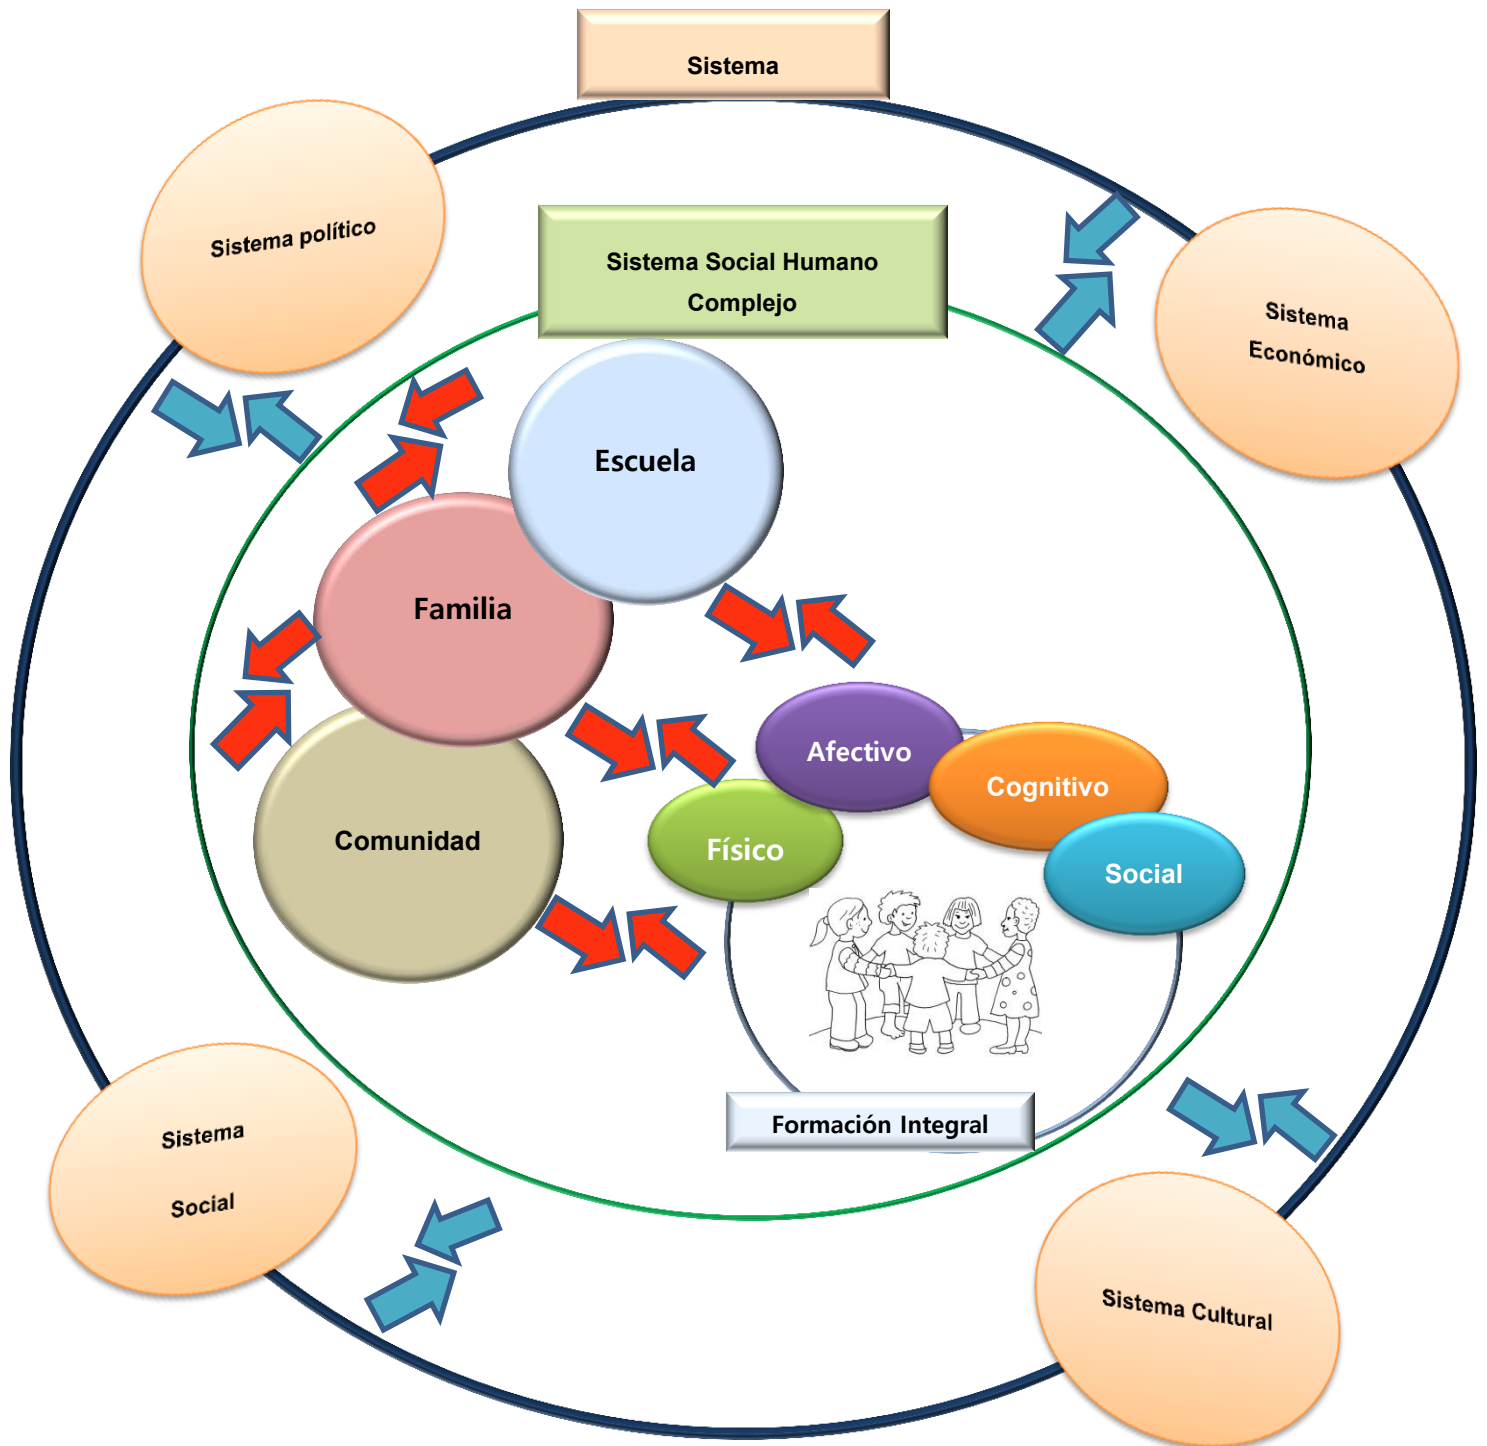 Sistema
Sistema político
Sistema Social Humano
Complejo
Sistema
Económico
Escuela
Familia
Afectivo
Cognitivo
Comunidad
Físico
Social
Formación Integral
Sistema
Social
Sistema Cultural